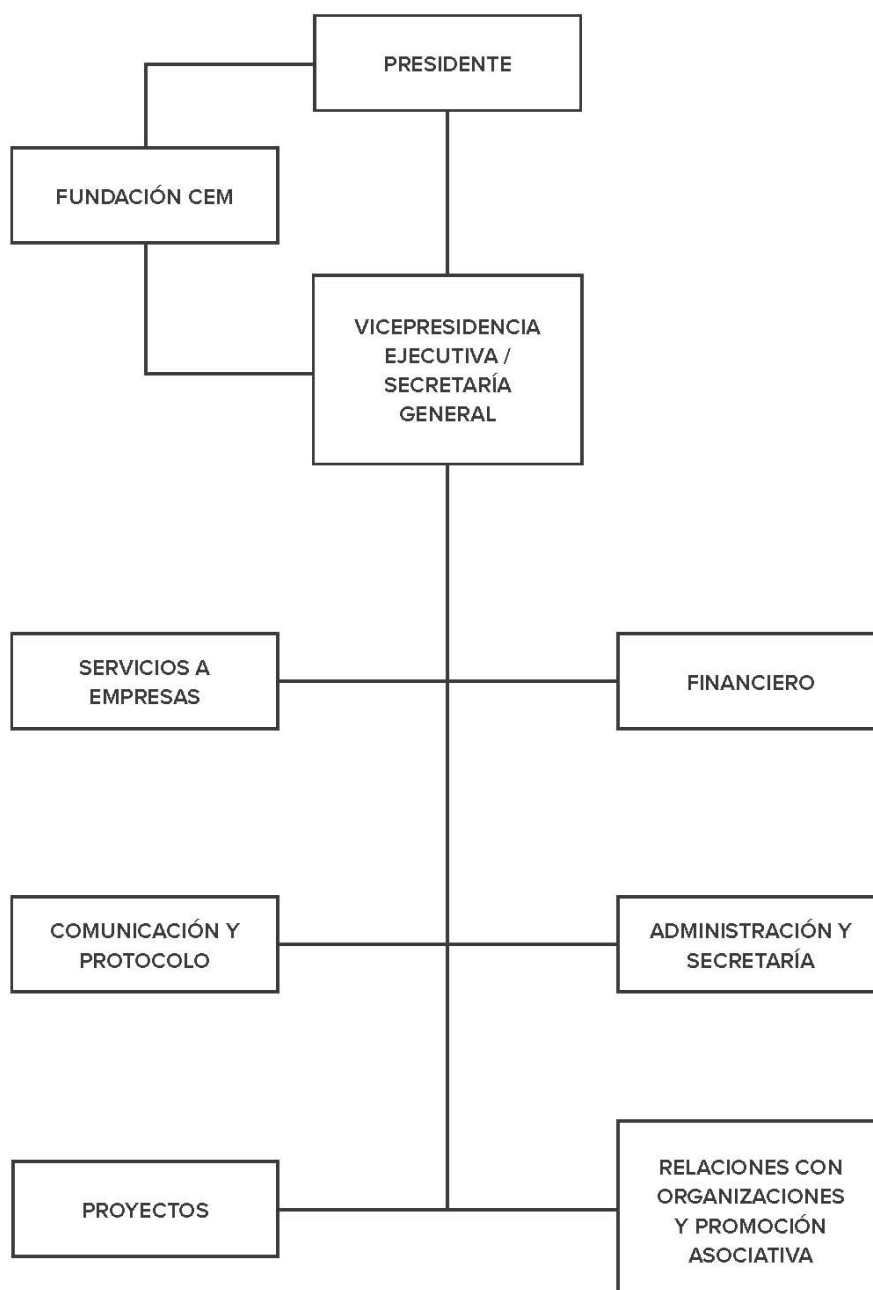 PRESIDENTE
FUNDACIÓN CEM
VICEPRESIDENCIA
EJECUTIVA /
SECRETARÍA
GENERAL
SERVICIOS A
EMPRESAS
FINANCIERO
COMUNICACIÓN Y
PROTOCOLO
ADMINISTRACIÓN Y
SECRETARÍA
PROYECTOS
RELACIONES CON
ORGANIZACIONES
Y PROMOCIÓN
ASOCIATIVA